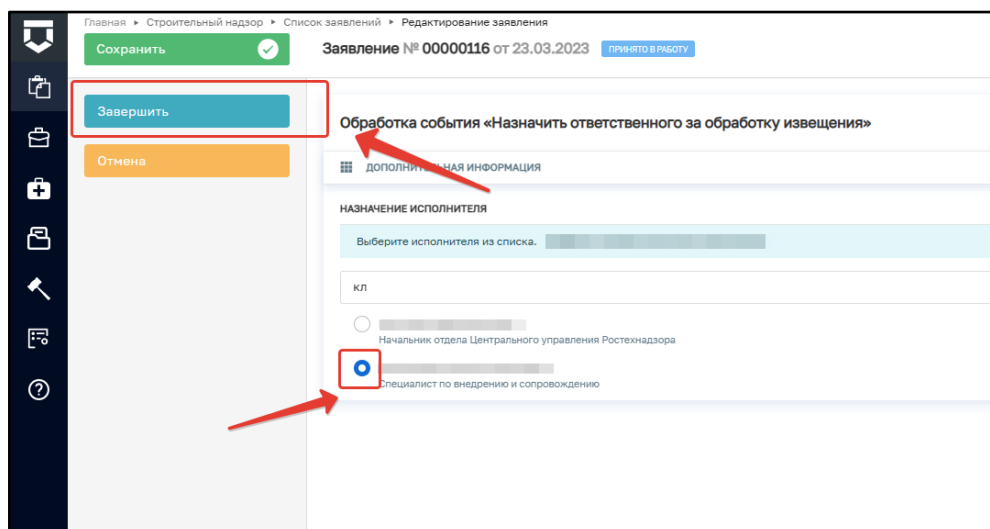 Главная ▸ Строительный надзор ▸ Список заявлений ▸ Редактирование заявления
Сохранить
Заявление № 00000116 от 23.03.2023 ПРИНЯТО В РАБОТУ
Завершить
Обработка события «Назначить ответственного за обработку извещения»
Отмена
ДОПОЛНИТЕЛЬНАЯ ИНФОРМАЦИЯ
НАЗНАЧЕНИЕ ИСПОЛНИТЕЛЯ
Выберите исполнителя из списка.
кл
Начальник отдела Центрального управления Ростехнадзора
Специалист по внедрению и сопровождению